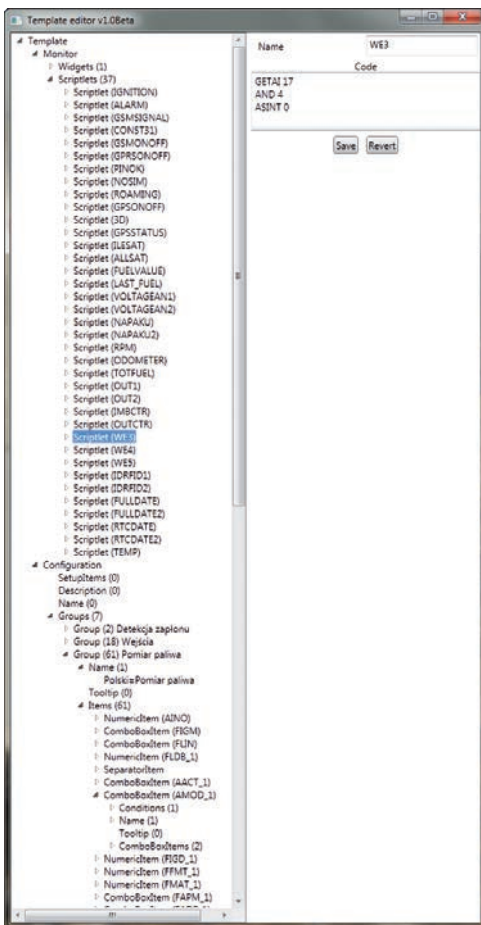 Template editor v1.0Beta
Template
Monitor
Widgets (1)
Scriptlets (37)
Scriptlet (IGNITION)
Scriptlet (ALARM)
Scriptlet (GSMSIGNAL)
Scriptlet (CONST31)
Scriptlet (GSMONOFF)
Scriptlet (GPRSONOFF)
Scriptlet (PINOK)
Scriptlet (NOSIM)
Scriptlet (ROAMING)
Scriptlet (GPSONOFF)
Scriptlet (3D)
Scriptlet (GPSSTATUS)
Scriptlet (ILESAT)
Scriptlet (ALLSAT)
Scriptlet (FUELVALUE)
Scriptlet (LAST_FUEL)
Scriptlet (VOLTAGEAN1)
Scriptlet (VOLTAGEAN2)
Scriptlet (NAPAKU)
Scriptlet (NAPAKU2)
Scriptlet (RPM)
Scriptlet (ODOMETER)
Scriptlet (TOTFUEL)
Scriptlet (OUT1)
Scriptlet (OUT2)
Scriptlet (IMBCTR)
Scriptlet (OUTCTR)
Scriptlet (WE3)
Scriptlet (WE4)
Scriptlet (WE5)
Scriptlet (IDRFID1)
Scriptlet (IDRFID2)
Scriptlet (FULLDATE)
Scriptlet (FULLDATE2)
Scriptlet (RTCDATE)
Scriptlet (RTCDATE2)
Scriptlet (TEMP)
Configuration
SetupItems (0)
Description (0)
Name (0)
Groups (7)
Group (2) Detekcja zapłonu
Group (18) Wejścia
Group (61) Pomiar paliwa
Name (1)
Polski=Pomiar paliwa
Tooltip (0)
Items (61)
NumericItem (AINO)
ComboBoxItem (FIGM)
ComboBoxItem (FLIN)
NumericItem (FLDB_1)
SeparatorItem
ComboBoxItem (AACT_1)
ComboBoxItem (AMOD_1)
Conditions (1)
Name (1)
Tooltip (0)
ComboBoxItems (2)
NumericItem (FIGD_1)
NumericItem (FFMT_1)
NumericItem (FMAT_1)
ComboBoxItem (FAPM_1)
Name WE3
Code
GETAI 17
AND 4
ASINT 0
Save Revert